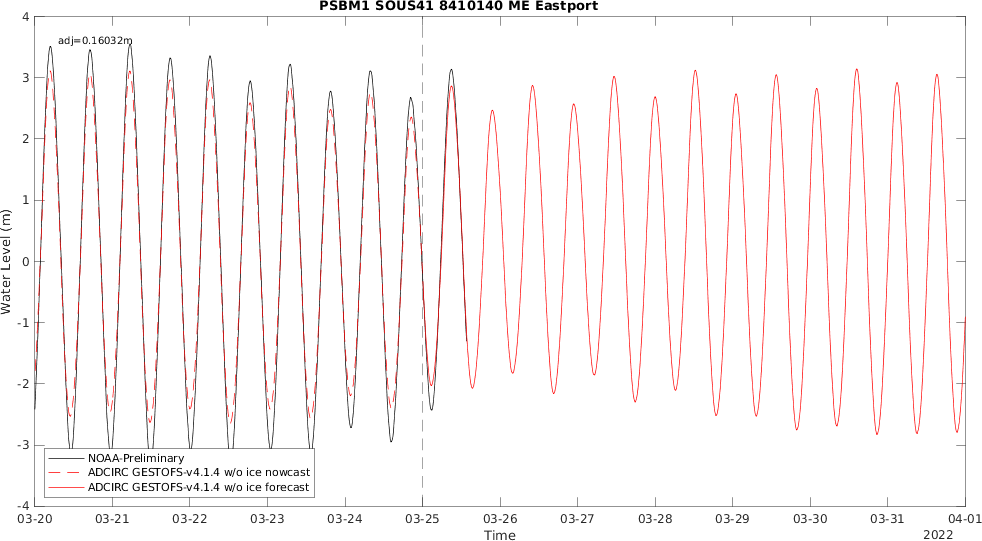 PSBM1 SOUS41 8410140 ME Eastport
adj=0.16032m
4
3
2
1
0
-1
-2
-3
-4
Water Level (m)
NOAA-Preliminary
ADCIRC GESTOFS-v4.1.4 w/o ice nowcast
ADCIRC GESTOFS-v4.1.4 w/o ice forecast
03-20 03-21 03-22 03-23 03-24 03-25 03-26 03-27 03-28 03-29 03-30 03-31 04-01
Time
2022